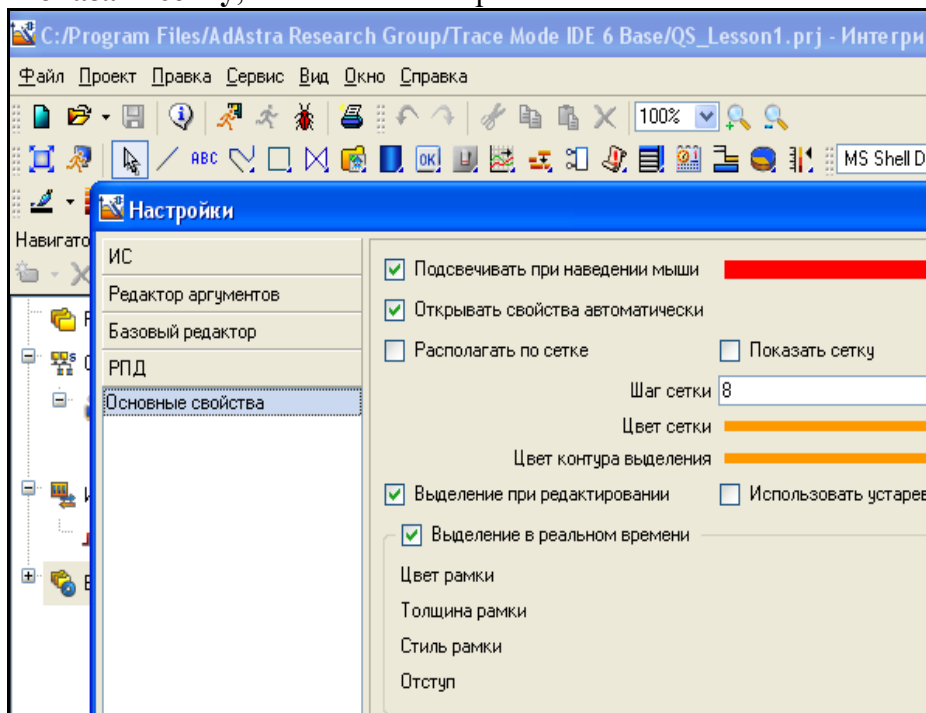 C:/Program Files/AdAstra Research Group/Trace Mode IDE 6 Base/QS_Lesson1.prj - Интегри
Файл Проект Правка Сервис Вид Окно Справка
100%
ABC OK MS Shell D
Настройки
Навигато
ИС
Подсвечивать при наведении мыши
Редактор аргументов
Открывать свойства автоматически
Базовый редактор
Располагать по сетке Показать сетку
РПД
Шаг сетки 8
Основные свойства
Цвет сетки
Цвет контура выделения
Выделение при редактировании Использовать устарев
Выделение в реальном времени
Цвет рамки
Толщина рамки
Стиль рамки
Отступ